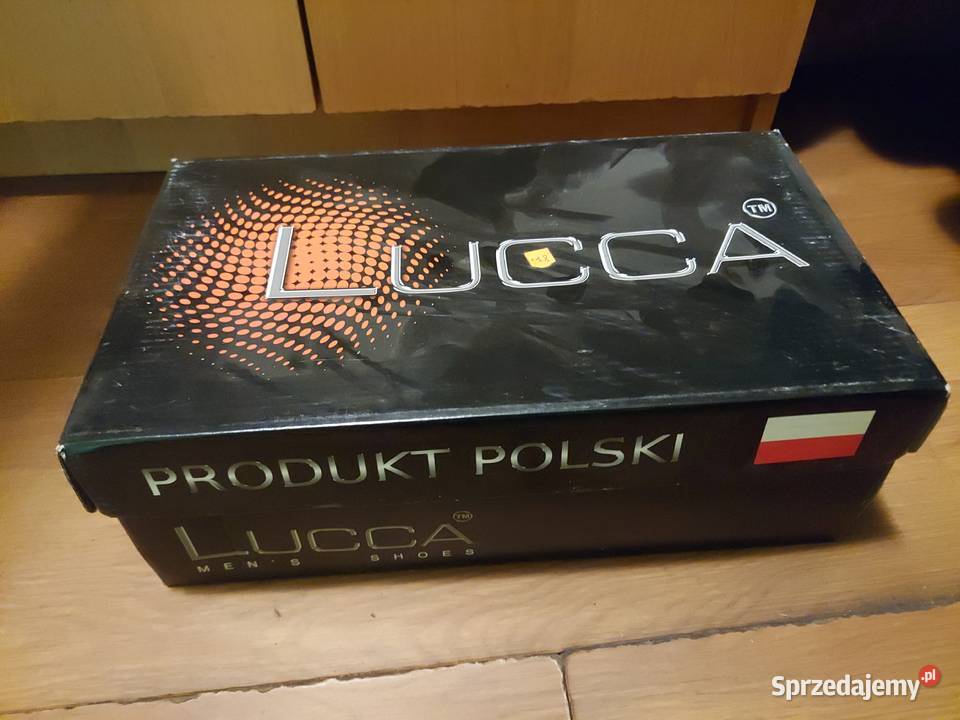 LUCCA™
PRODUKT POLSKI
LUCCA™
MEN'S SHOES
Sprzedajemy.pl